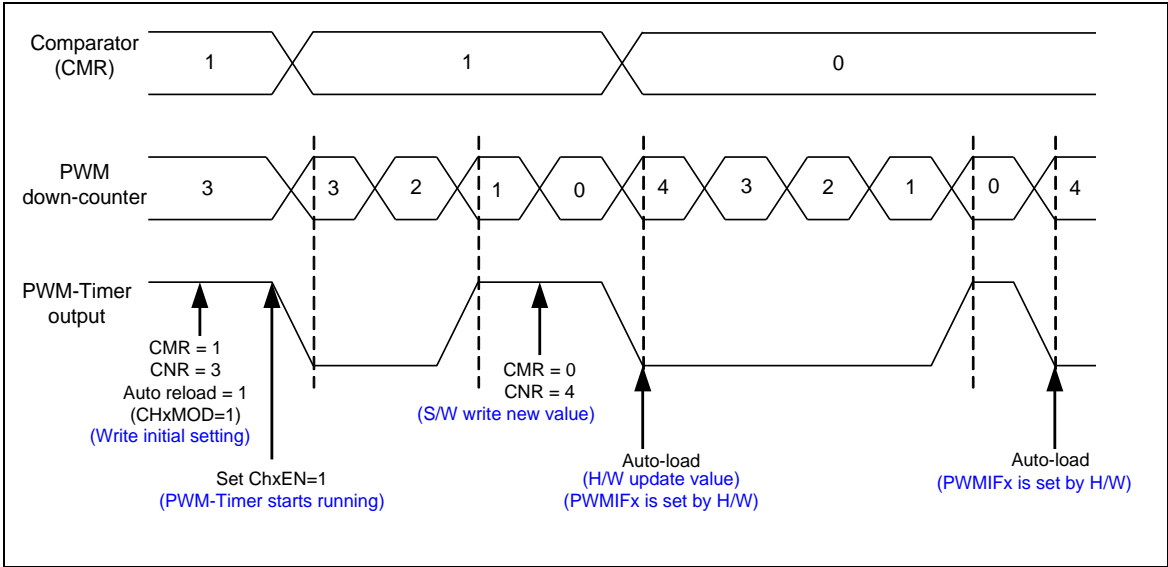 Comparator
(CMR)
1
1
0
PWM
down-counter
3
3
2
1
0
4
3
2
1
0
4
PWM-Timer
output
CMR = 1
CNR = 3
Auto reload = 1
(CHxMOD=1)
(Write initial setting)
Set ChxEN=1
(PWM-Timer starts running)
CMR = 0
CNR = 4
(S/W write new value)
Auto-load
(H/W update value)
(PWMIFx is set by H/W)
Auto-load
(PWMIFx is set by H/W)